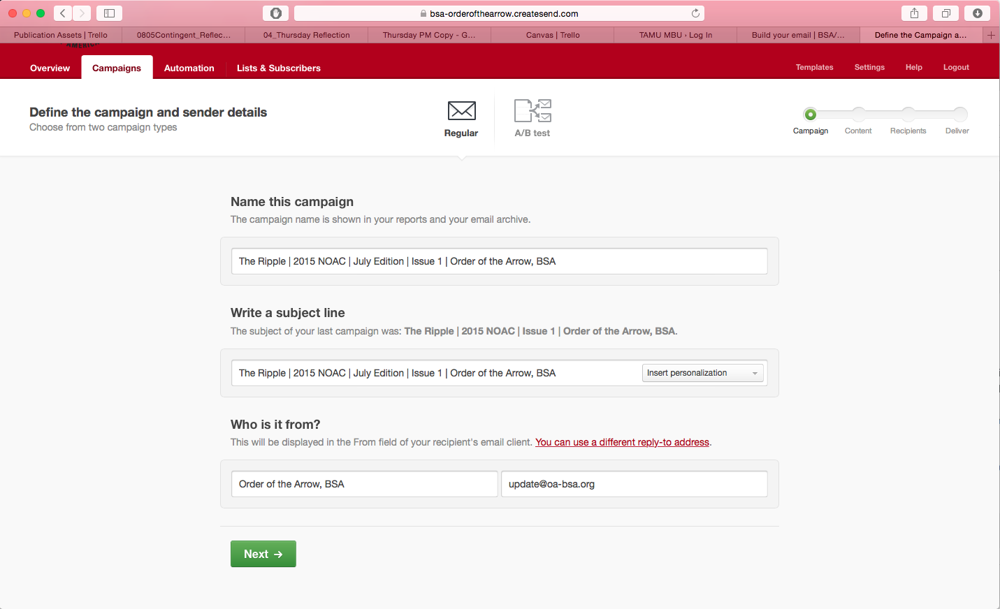 bsa-orderofthearrow.createsend.com
Publication Assets | Trello
0805Contingent_Reflec...
04_Thursday Reflection
Thursday PM Copy - G...
Canvas | Trello
TAMU MBU › Log In
Build your email | BSA/...
Define the Campaign a...
AMERICA
Overview
Campaigns
Automation
Lists & Subscribers
Templates
Settings
Help
Logout
Define the campaign and sender details
Choose from two campaign types
Regular
A/B test
Campaign
Content
Recipients
Deliver
Name this campaign
The campaign name is shown in your reports and your email archive.
The Ripple | 2015 NOAC | July Edition | Issue 1 | Order of the Arrow, BSA
Write a subject line
The subject of your last campaign was: The Ripple | 2015 NOAC | Issue 1 | Order of the Arrow, BSA.
The Ripple | 2015 NOAC | July Edition | Issue 1 | Order of the Arrow, BSA
Insert personalization
Who is it from?
This will be displayed in the From field of your recipient's email client. You can use a different reply-to address.
Order of the Arrow, BSA
update@oa-bsa.org
Next →